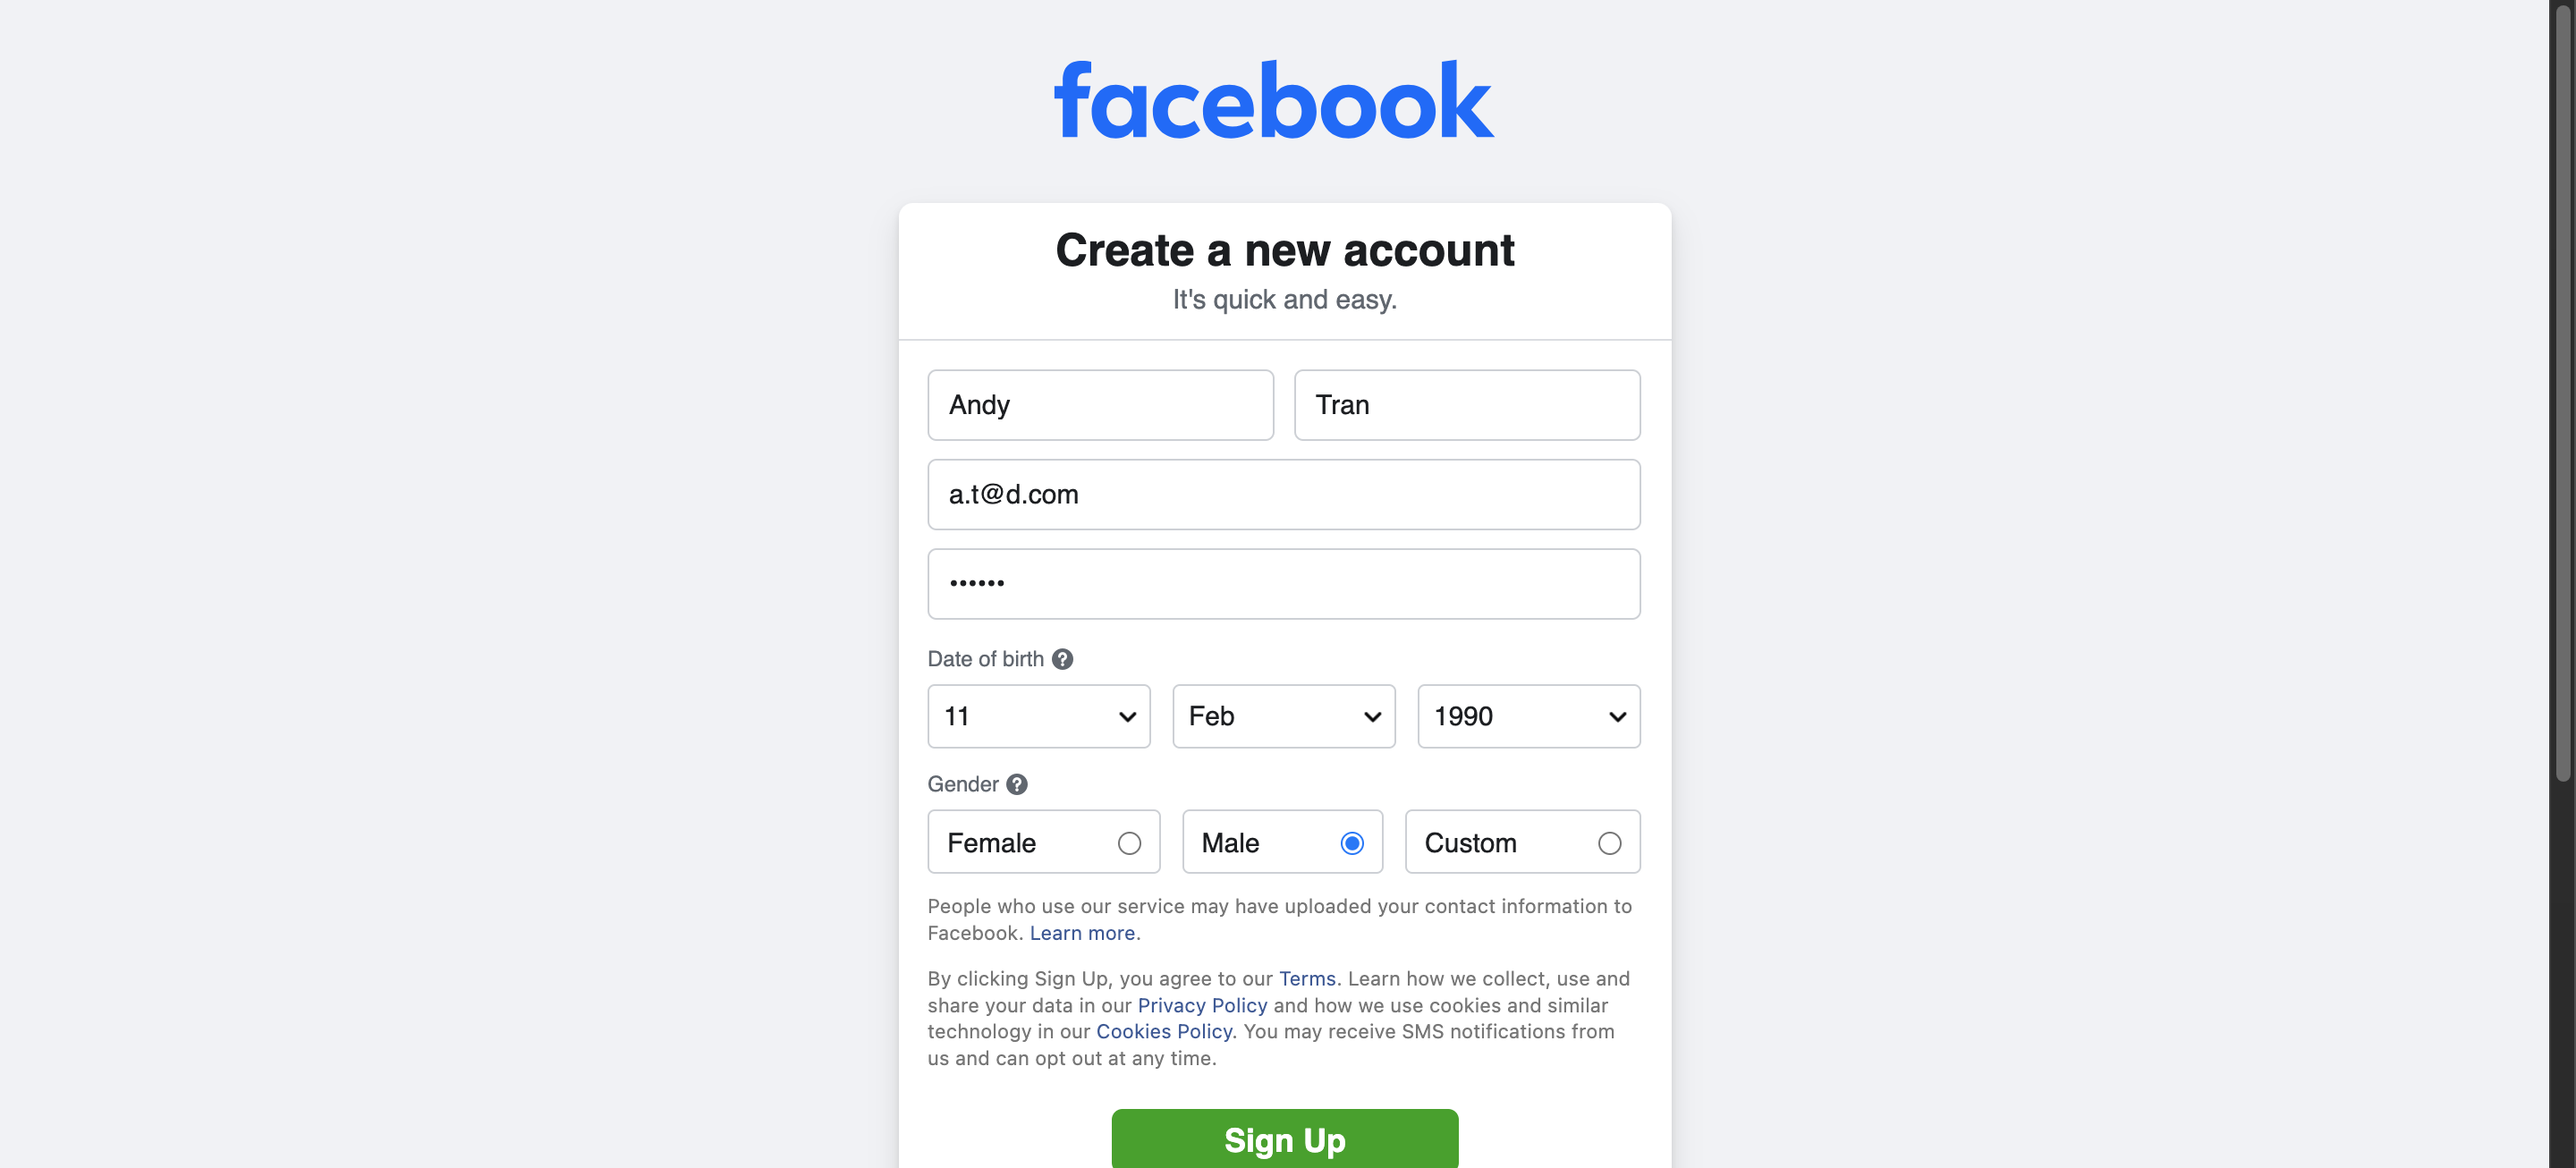 facebook
Create a new account
It's quick and easy.
Andy Tran
a.t@d.com
••••••
Date of birth ?
11 Feb 1990
Gender ?
Female Male Custom
People who use our service may have uploaded your contact information to
Facebook. Learn more.
By clicking Sign Up, you agree to our Terms. Learn how we collect, use and
share your data in our Privacy Policy and how we use cookies and similar
technology in our Cookies Policy. You may receive SMS notifications from
us and can opt out at any time.
Sign Up